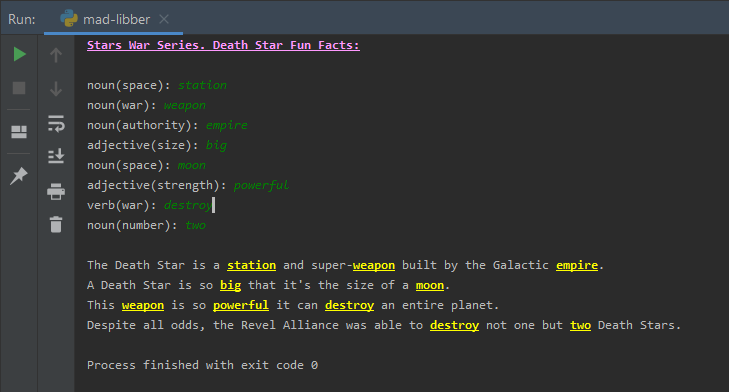 Run: mad-libber
Stars War Series. Death Star Fun Facts:
noun(space): station
noun(war): weapon
noun(authority): empire
adjective(size): big
noun(space): moon
adjective(strength): powerful
verb(war): destroy
noun(number): two
The Death Star is a station and super-weapon built by the Galactic empire.
A Death Star is so big that it's the size of a moon.
This weapon is so powerful it can destroy an entire planet.
Despite all odds, the Revel Alliance was able to destroy not one but two Death Stars.
Process finished with exit code 0